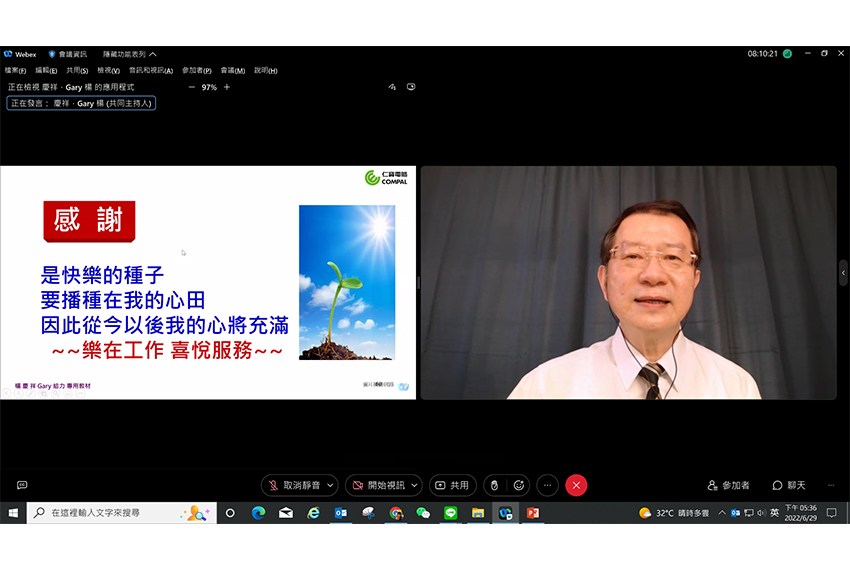 Webex 會議資訊 隱藏功能表列 08:10:21
檔案(F) 編輯(E) 共用(S) 檢視(V) 音訊和視訊(A) 參加者(P) 會議(M) 說明(H)
正在檢視 慶祥‧Gary 楊 的應用程式 97%
正在發言： 慶祥‧Gary 楊 (共同主持人)
仁寶電腦
COMPAL
感 謝
是快樂的種子
要播種在我的心田
因此從今以後我的心將充滿
~~樂在工作 喜悅服務~~
楊 慶 祥 Gary 給力 專用教材
取消靜音 開始視訊 共用 參加者 聊天
在這裡輸入文字來搜尋
32°C 晴時多雲 英
下午 05:36
2022/6/29